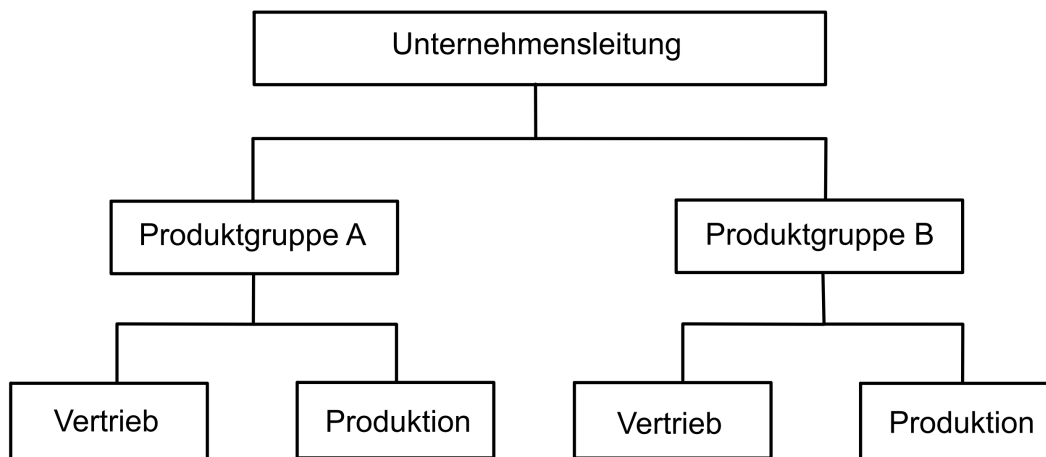 Unternehmensleitung
Produktgruppe A
Produktgruppe B
Vertrieb
Produktion
Vertrieb
Produktion